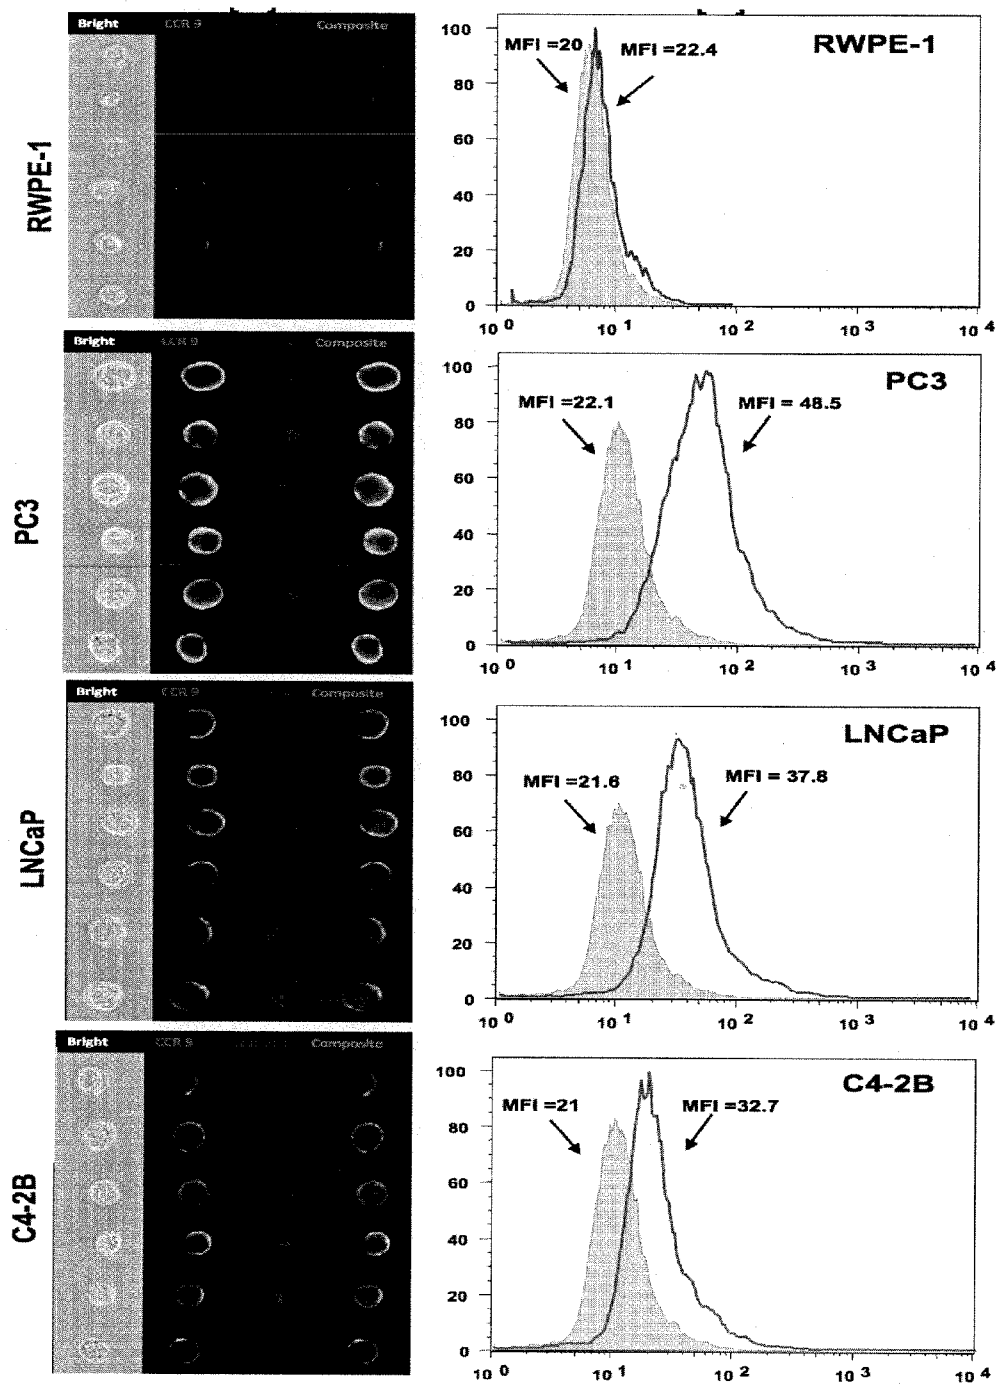 Bright CCR 9 Composite
RWPE-1
RWPE-1
MFI =20
MFI =22.4
100
80
60
40
20
0
10 0 10 1 10 2 10 3 10 4
Bright CCR 9 Composite
PC3
PC3
MFI =22.1
MFI = 48.5
100
80
60
40
20
0
10 0 10 1 10 2 10 3 10 4
Bright CCR 9 Composite
LNCaP
LNCaP
MFI =21.6
MFI = 37.8
100
80
60
40
20
0
10 0 10 1 10 2 10 3 10 4
Bright CCR 9 Composite
C4-2B
C4-2B
MFI =21
MFI =32.7
100
80
60
40
20
0
10 0 10 1 10 2 10 3 10 4